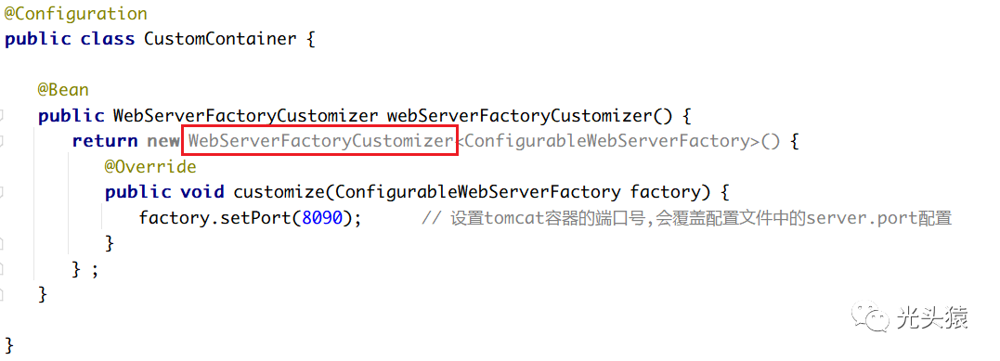 @Configuration
public class CustomContainer {
@Bean
public WebServerFactoryCustomizer webServerFactoryCustomizer() {
return new WebServerFactoryCustomizer<ConfigurableWebServerFactory>() {
@Override
public void customize(ConfigurableWebServerFactory factory) {
factory.setPort(8090); // 设置tomcat容器的端口号,会覆盖配置文件中的server.port配置
}
} ;
}
光头猿
}